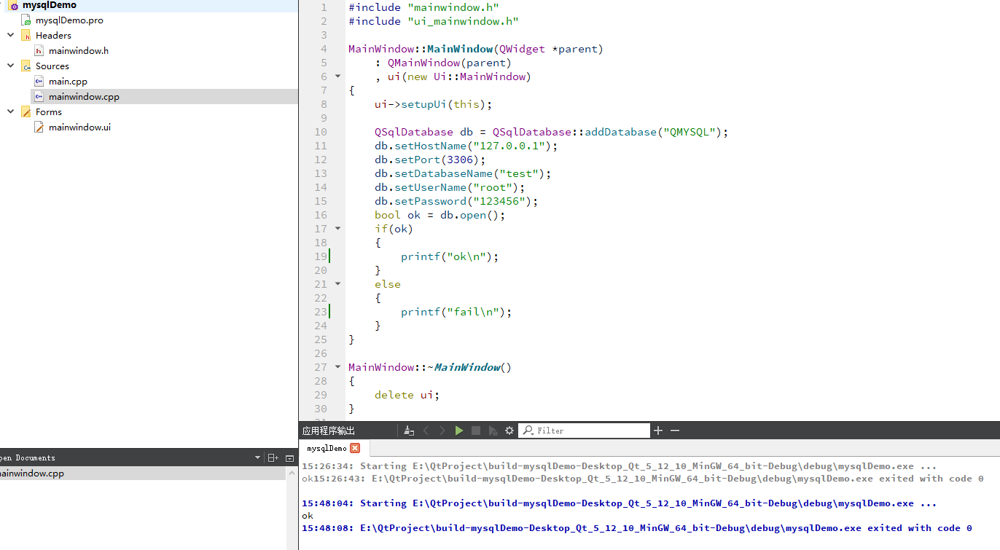 mysqlDemo
mysqlDemo.pro
Headers
mainwindow.h
Sources
main.cpp
mainwindow.cpp
Forms
mainwindow.ui
pen Documents
ainwindow.cpp
1 #include "mainwindow.h"
2 #include "ui_mainwindow.h"
3
4 MainWindow::MainWindow(QWidget *parent)
5 : QMainWindow(parent)
6 , ui(new Ui::MainWindow)
7 {
8 ui->setupUi(this);
9
10 QSqlDatabase db = QSqlDatabase::addDatabase("QMYSQL");
11 db.setHostName("127.0.0.1");
12 db.setPort(3306);
13 db.setDatabaseName("test");
14 db.setUserName("root");
15 db.setPassword("123456");
16 bool ok = db.open();
17 if(ok)
18 {
19 printf("ok\n");
20 }
21 else
22 {
23 printf("fail\n");
24 }
25 }
26
27 MainWindow::~MainWindow()
28 {
29 delete ui;
30 }
应用程序输出
Filter
mysqlDemo
15:26:34: Starting E:\QtProject\build-mysqlDemo-Desktop_Qt_5_12_10_MinGW_64_bit-Debug\debug\mysqlDemo.exe ...
ok15:26:43: E:\QtProject\build-mysqlDemo-Desktop_Qt_5_12_10_MinGW_64_bit-Debug\debug\mysqlDemo.exe exited with code 0
15:48:04: Starting E:\QtProject\build-mysqlDemo-Desktop_Qt_5_12_10_MinGW_64_bit-Debug\debug\mysqlDemo.exe ...
ok
15:48:08: E:\QtProject\build-mysqlDemo-Desktop_Qt_5_12_10_MinGW_64_bit-Debug\debug\mysqlDemo.exe exited with code 0